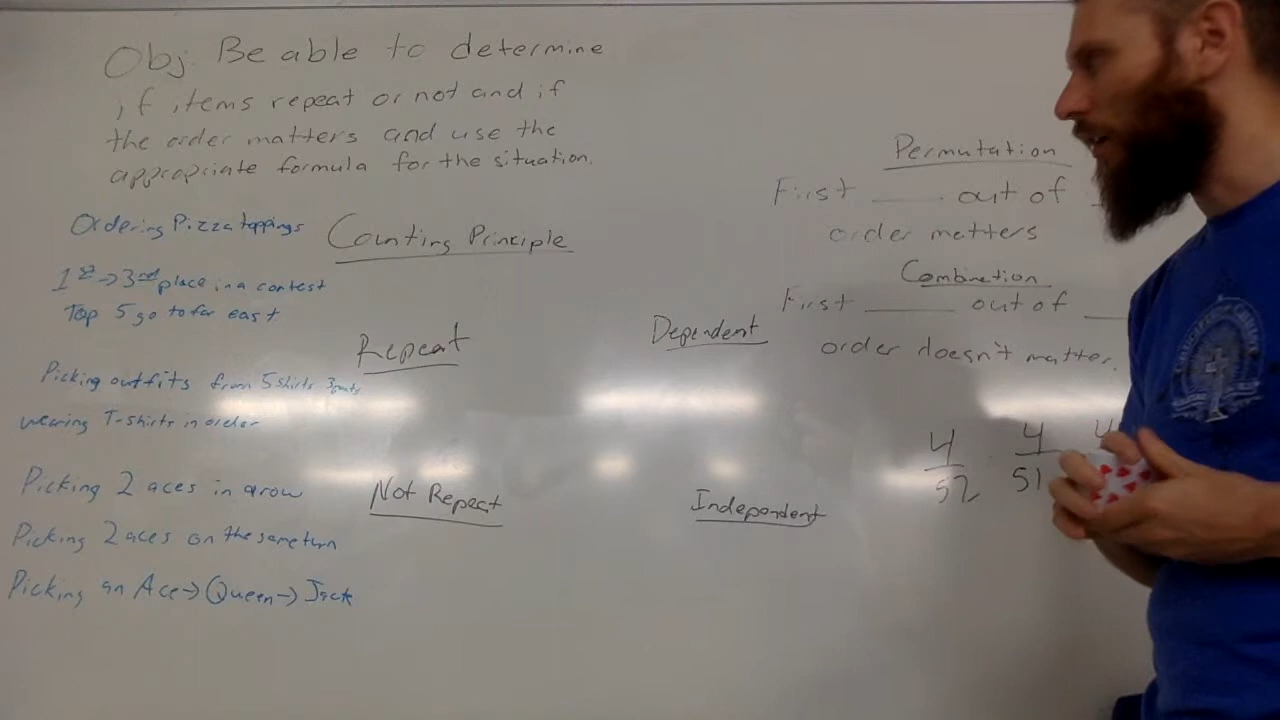 Obj: Be able to determine
if items repeat or not and if
the order matters and use the
appropriate formula for the situation.
Ordering Pizza toppings
Counting Principle
1st → 3rd place in a contest
Top 5 go to far east
Repeat
Picking outfits from 5 shirts 3 pants
wearing T-shirts in order
Picking 2 aces in a row
Not Repeat
Picking 2 aces on the same turn
Picking an Ace → Queen → Jack
Dependent
Independent
Permutation
First ____ out of _
order matters
Combination
First ____ out of ___
order doesn't matter.
4 4 4
52 51